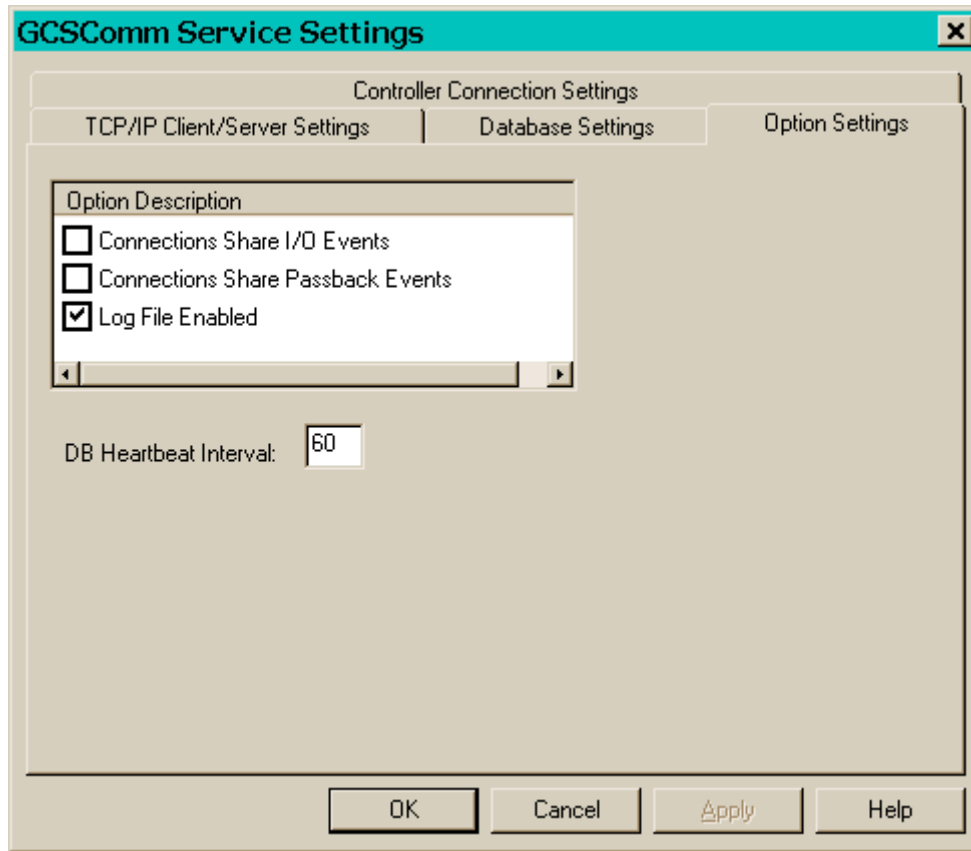 GCSComm Service Settings
Controller Connection Settings
TCP/IP Client/Server Settings
Database Settings
Option Settings
Option Description
Connections Share I/O Events
Connections Share Passback Events
Log File Enabled
DB Heartbeat Interval: 60
OK
Cancel
Apply
Help